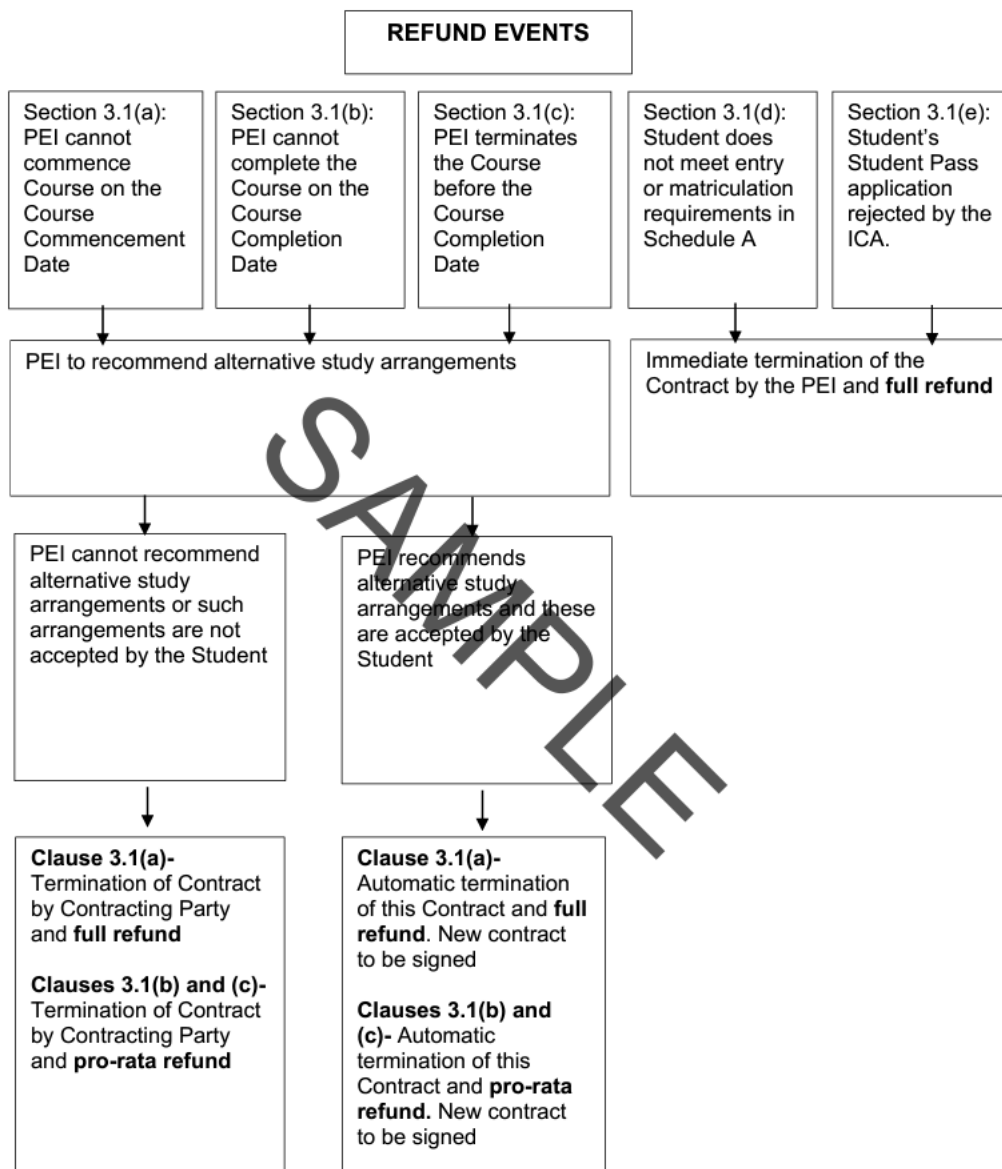 REFUND EVENTS
Section 3.1(a):
PEI cannot
commence
Course on the
Course
Commencement
Date
Section 3.1(b):
PEI cannot
complete the
Course on the
Course
Completion
Date
Section 3.1(c):
PEI terminates
the Course
before the
Course
Completion
Date
Section 3.1(d):
Student does
not meet entry
or matriculation
requirements in
Schedule A
Section 3.1(e):
Student's
Student Pass
application
rejected by the
ICA.
PEI to recommend alternative study arrangements
Immediate termination of the
Contract by the PEI and full refund
SAMPLE
PEI cannot recommend
alternative study
arrangements or such
arrangements are not
accepted by the Student
PEI recommends
alternative study
arrangements and these
are accepted by the
Student
Clause 3.1(a)-
Termination of Contract
by Contracting Party
and full refund
Clauses 3.1(b) and (c)-
Termination of Contract
by Contracting Party
and pro-rata refund
Clause 3.1(a)-
Automatic termination
of this Contract and full
refund. New contract
to be signed
Clauses 3.1(b) and
(c)- Automatic
termination of this
Contract and pro-rata
refund. New contract
to be signed